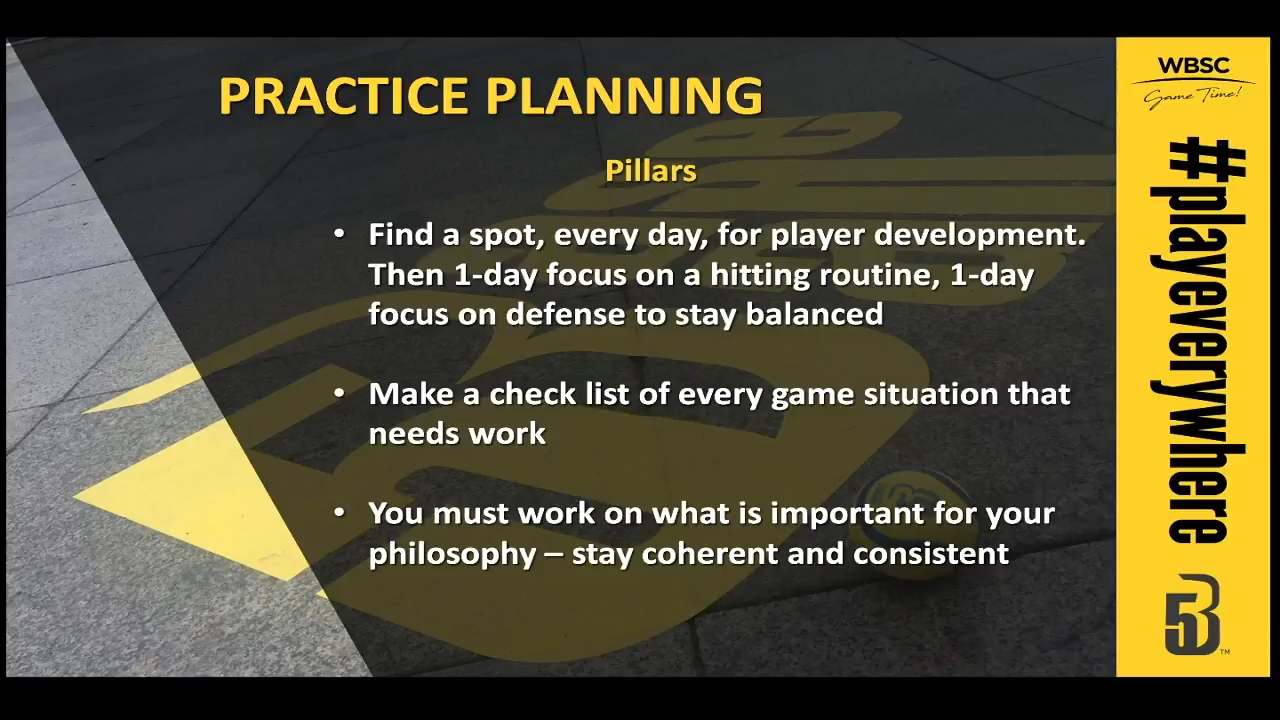 PRACTICE PLANNING
Pillars
• Find a spot, every day, for player development.
Then 1-day focus on a hitting routine, 1-day
focus on defense to stay balanced
• Make a check list of every game situation that
needs work
• You must work on what is important for your
philosophy – stay coherent and consistent
WBSC
Game Time!
#playeverywhere
B5
TM